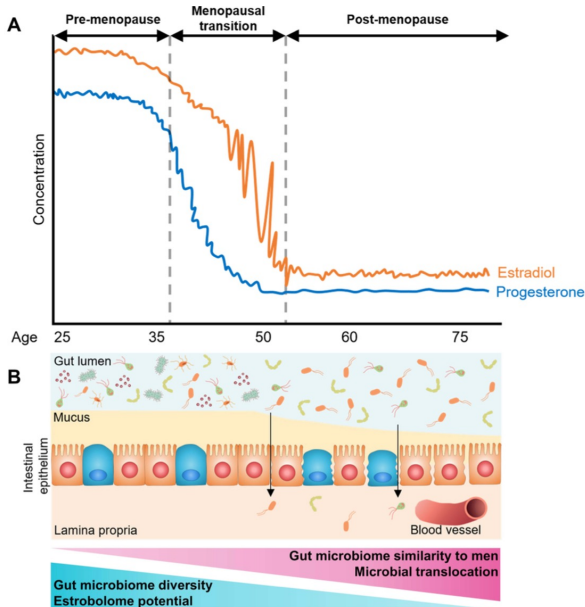 A
Pre-menopause
Menopausal
transition
Post-menopause
Concentration
Estradiol
Progesterone
Age 25 35 50 60 75
B
Gut lumen
Mucus
Intestinal
epithelium
Lamina propria
Blood vessel
Gut microbiome similarity to men
Microbial translocation
Gut microbiome diversity
Estrobolome potential